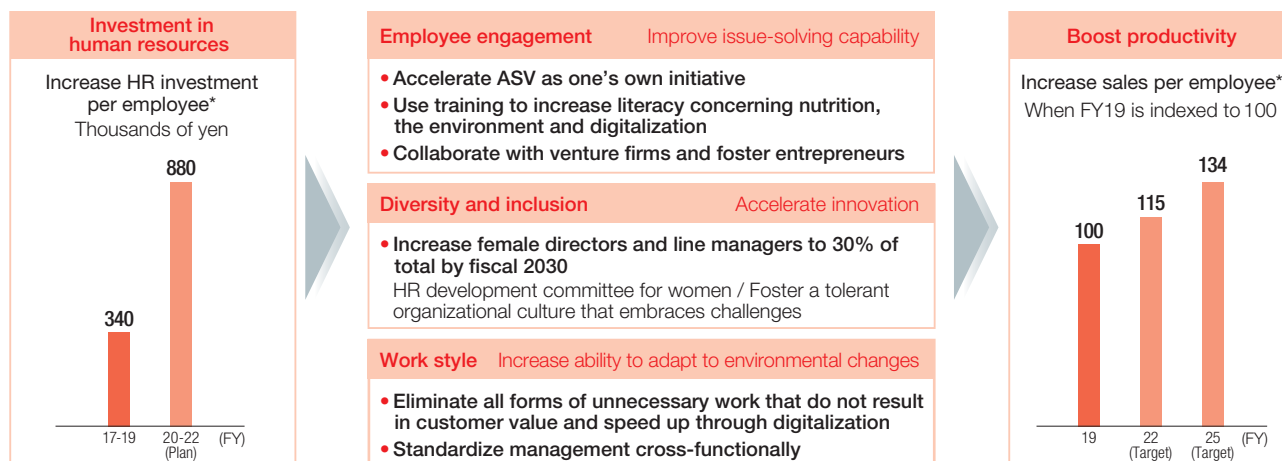 Investment in
human resources
Increase HR investment
per employee*
Thousands of yen
880
340
17-19
20-22
(Plan)
(FY)
Employee engagement Improve issue-solving capability
• Accelerate ASV as one's own initiative
• Use training to increase literacy concerning nutrition,
the environment and digitalization
• Collaborate with venture firms and foster entrepreneurs
Diversity and inclusion Accelerate innovation
• Increase female directors and line managers to 30% of
total by fiscal 2030
HR development committee for women / Foster a tolerant
organizational culture that embraces challenges
Work style Increase ability to adapt to environmental changes
• Eliminate all forms of unnecessary work that do not result
in customer value and speed up through digitalization
• Standardize management cross-functionally
Boost productivity
Increase sales per employee*
When FY19 is indexed to 100
100
115
134
19
22
(Target)
25
(Target)
(FY)